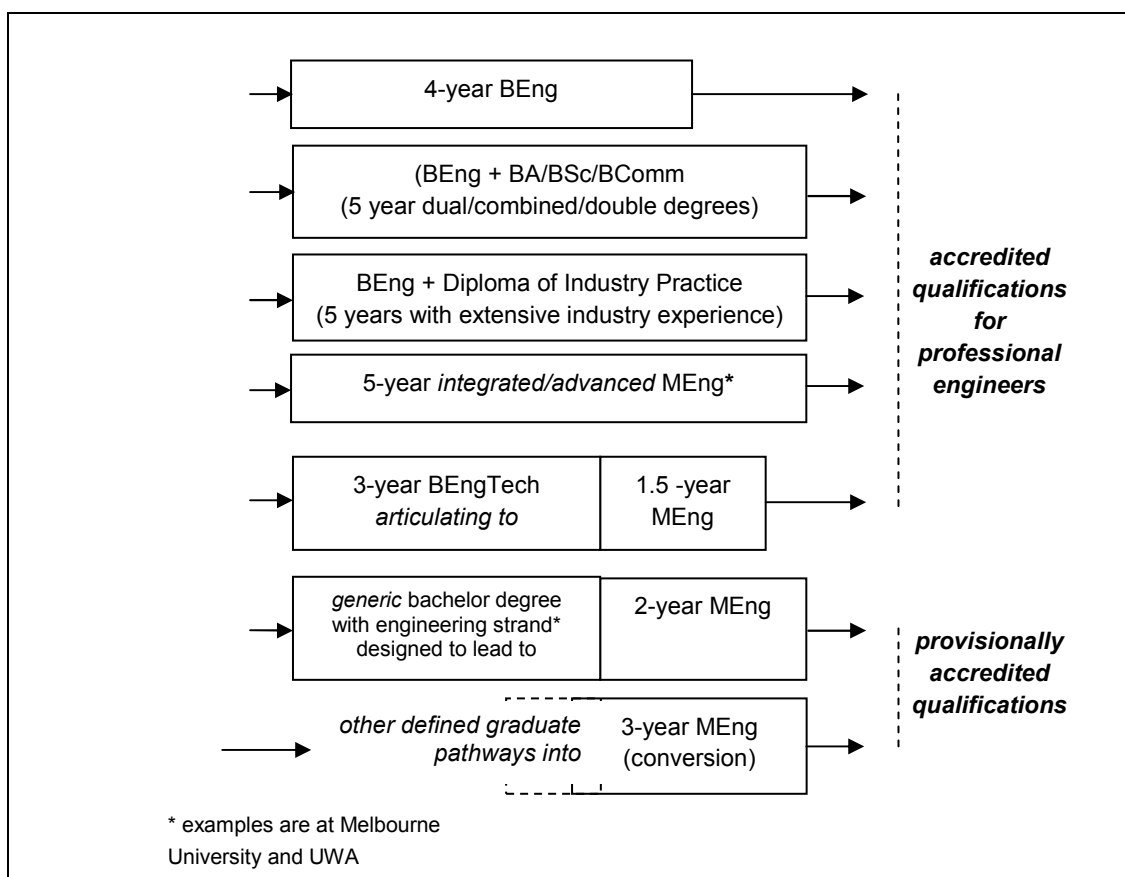 4-year BEng
(BEng + BA/BSc/BComm
(5 year dual/combined/double degrees)
BEng + Diploma of Industry Practice
(5 years with extensive industry experience)
5-year integrated/advanced MEng*
accredited
qualifications
for
professional
engineers
3-year BEngTech
articulating to
1.5 -year
MEng
generic bachelor degree
with engineering strand*
designed to lead to
2-year MEng
provisionally
accredited
qualifications
other defined graduate
pathways into
3-year MEng
(conversion)
* examples are at Melbourne
University and UWA